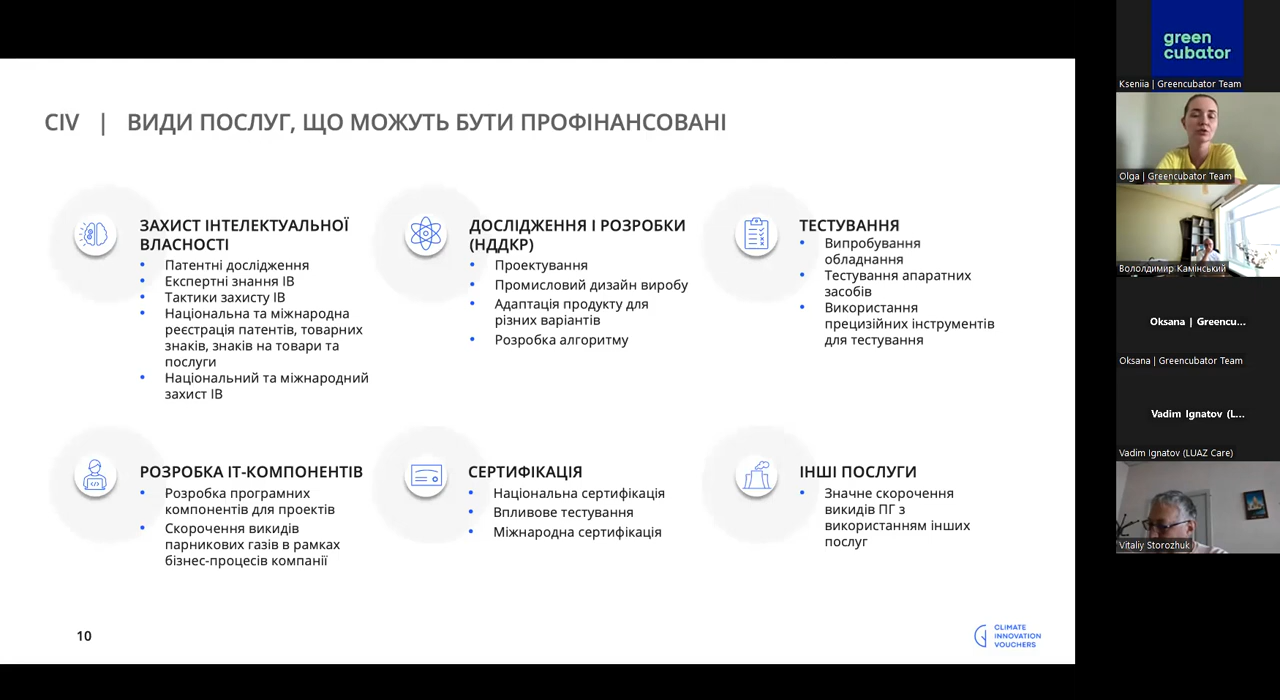 CIV | ВИДИ ПОСЛУГ, ЩО МОЖУТЬ БУТИ ПРОФІНАНСОВАНІ
ЗАХИСТ ІНТЕЛЕКТУАЛЬНОЇ
ВЛАСНОСТІ
• Патентні дослідження
• Експертні знання ІВ
• Тактики захисту ІВ
• Національна та міжнародна
реєстрація патентів, товарних
знаків, знаків на товари та
послуги
• Національний та міжнародний
захист ІВ
ДОСЛІДЖЕННЯ І РОЗРОБКИ
(НДДКР)
• Проектування
• Промисловий дизайн виробу
• Адаптація продукту для
різних варіантів
• Розробка алгоритму
ТЕСТУВАННЯ
• Випробування
обладнання
• Тестування апаратних
засобів
• Використання
прецизійних інструментів
для тестування
РОЗРОБКА ІТ-КОМПОНЕНТІВ
• Розробка програмних
компонентів для проектів
• Скорочення викидів
парникових газів в рамках
бізнес-процесів компанії
СЕРТИФІКАЦІЯ
• Національна сертифікація
• Впливове тестування
• Міжнародна сертифікація
ІНШІ ПОСЛУГИ
• Значне скорочення
викидів ПГ з
використанням інших
послуг
10
CLIMATE
INNOVATION
VOUCHERS
green
cubator
Kseniia | Greencubator Team
Olga | Greencubator Team
Вололдимир Камінський
Oksana | Greencu...
Oksana | Greencubator Team
Vadim Ignatov (L...
Vadim Ignatov (LUAZ Care)
Vitaliy Storozhuk